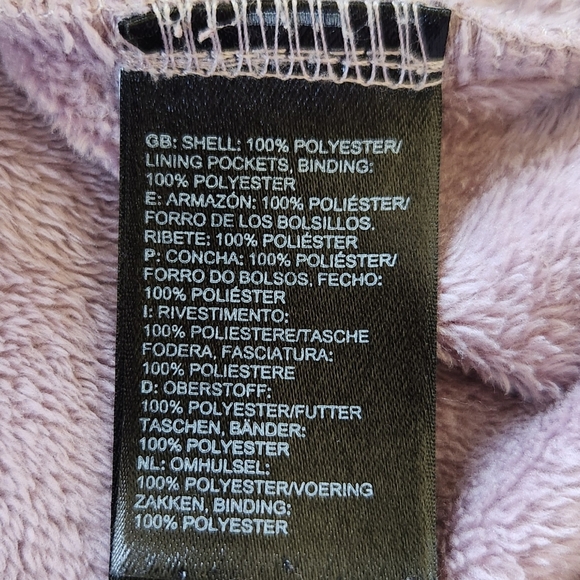 GB: SHELL: 100% POLYESTER/
LINING POCKETS, BINDING:
100% POLYESTER
E: ARMAZÓN: 100% POLIÉSTER/
FORRO DE LOS BOLSILLOS,
RIBETE: 100% POLIÉSTER
P: CONCHA: 100% POLIÉSTER/
FORRO DO BOLSOS, FECHO:
100% POLIÉSTER
I: RIVESTIMENTO:
100% POLIESTERE/TASCHE
FODERA, FASCIATURA:
100% POLIESTERE
D: OBERSTOFF:
100% POLYESTER/FUTTER
TASCHEN, BÄNDER:
100% POLYESTER
NL: OMHULSEL:
100% POLYESTER/VOERING
ZAKKEN, BINDING:
100% POLYESTER